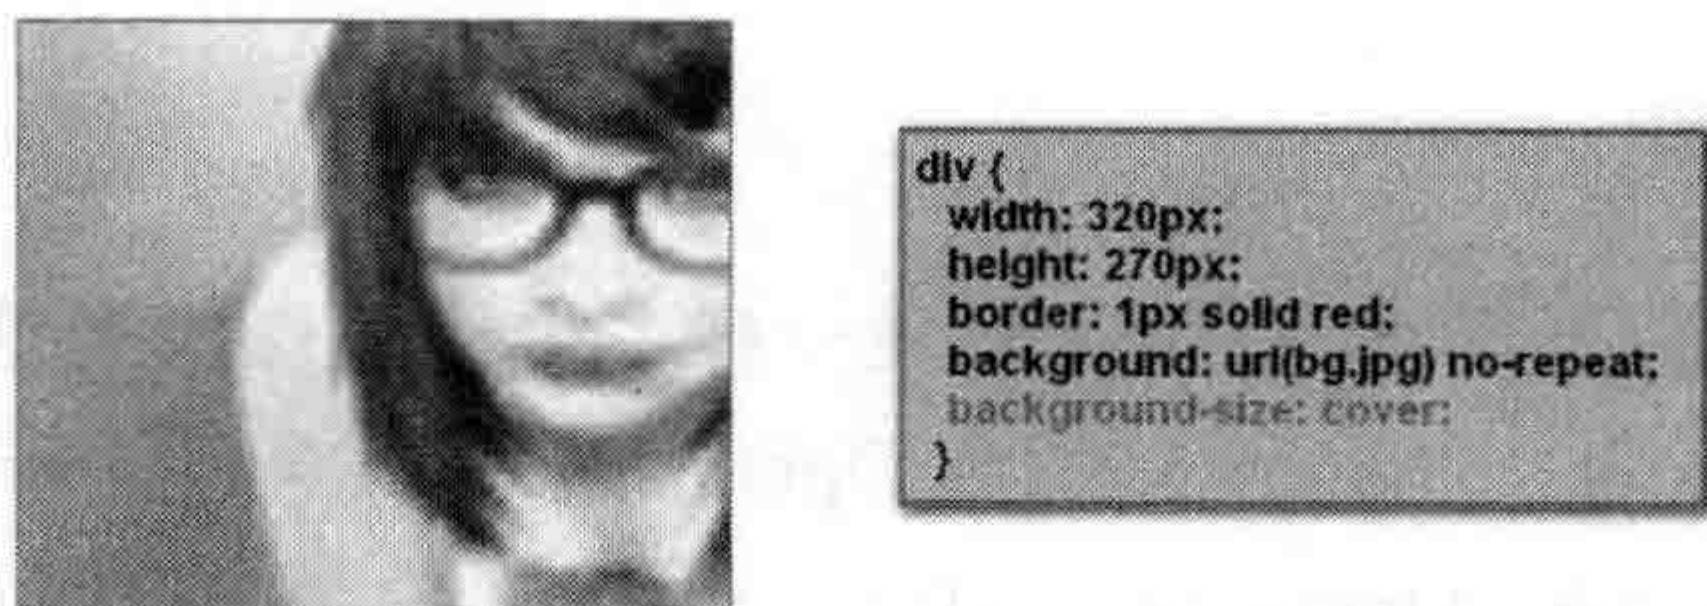 div {
width: 320px;
height: 270px;
border: 1px solid red;
background: url(bg.jpg) no-repeat;
background-size: cover;
}